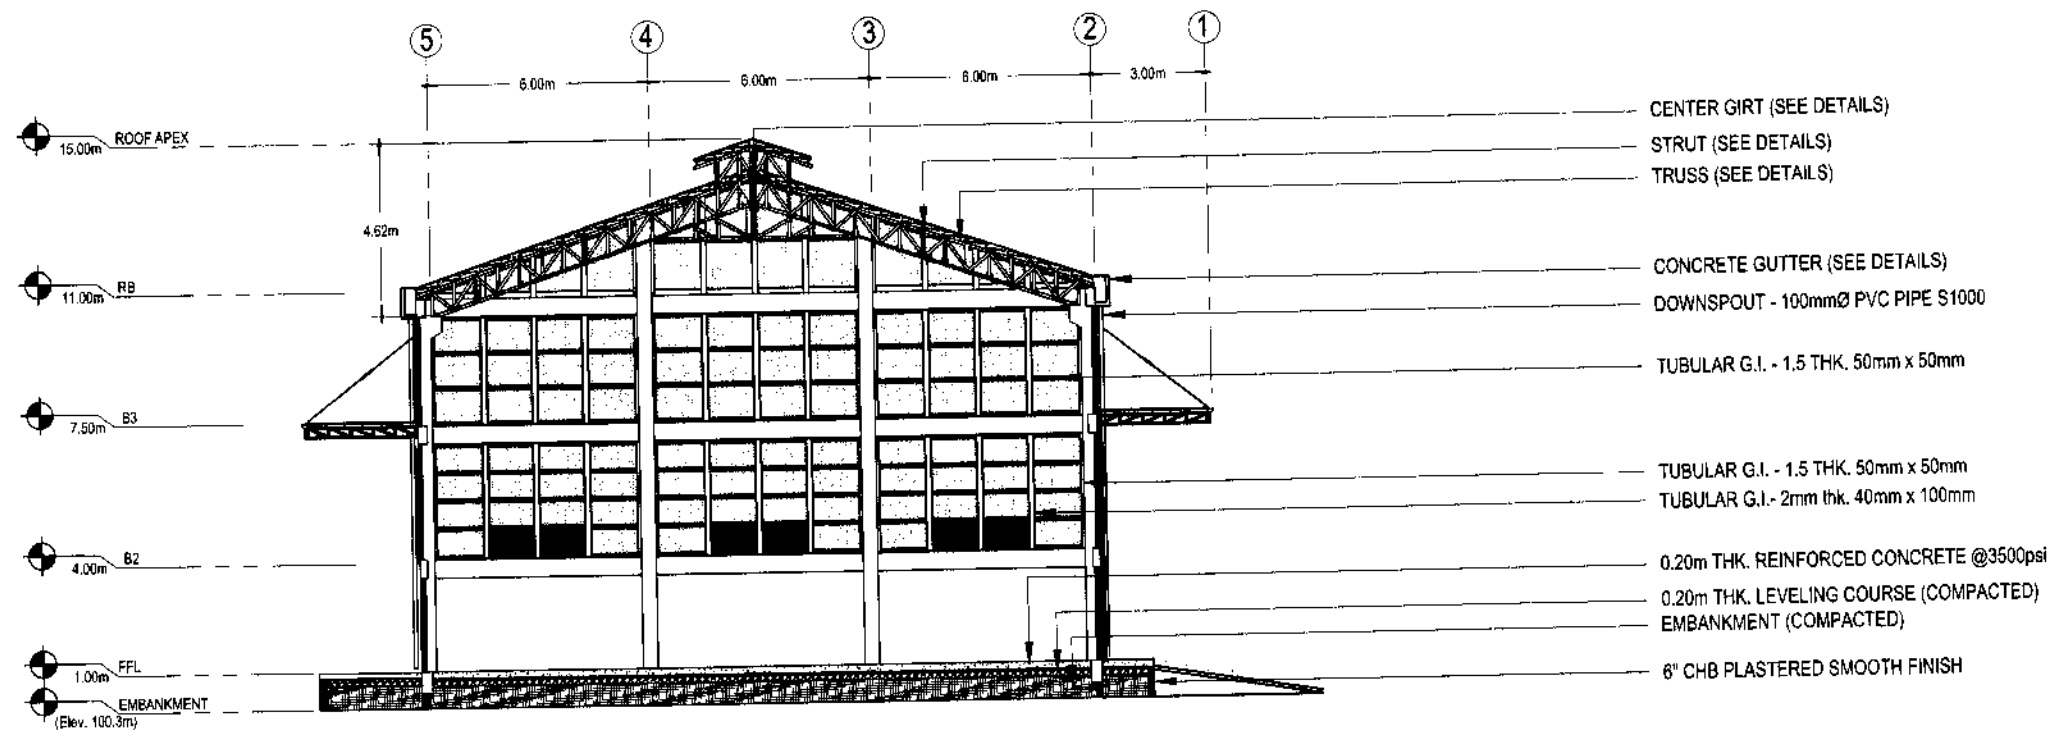 5 4 3 2 1
6.00m 6.00m 6.00m 3.00m
ROOF APEX
15.00m
4.62m
RB
11.00m
B3
7.50m
B2
4.00m
FFL
1.00m
EMBANKMENT
(Elev. 100.3m)
CENTER GIRT (SEE DETAILS)
STRUT (SEE DETAILS)
TRUSS (SEE DETAILS)
CONCRETE GUTTER (SEE DETAILS)
DOWNSPOUT - 100mmØ PVC PIPE S1000
TUBULAR G.I. - 1.5 THK. 50mm x 50mm
TUBULAR G.I. - 1.5 THK. 50mm x 50mm
TUBULAR G.I.- 2mm thk. 40mm x 100mm
0.20m THK. REINFORCED CONCRETE @3500psi
0.20m THK. LEVELING COURSE (COMPACTED)
EMBANKMENT (COMPACTED)
6" CHB PLASTERED SMOOTH FINISH